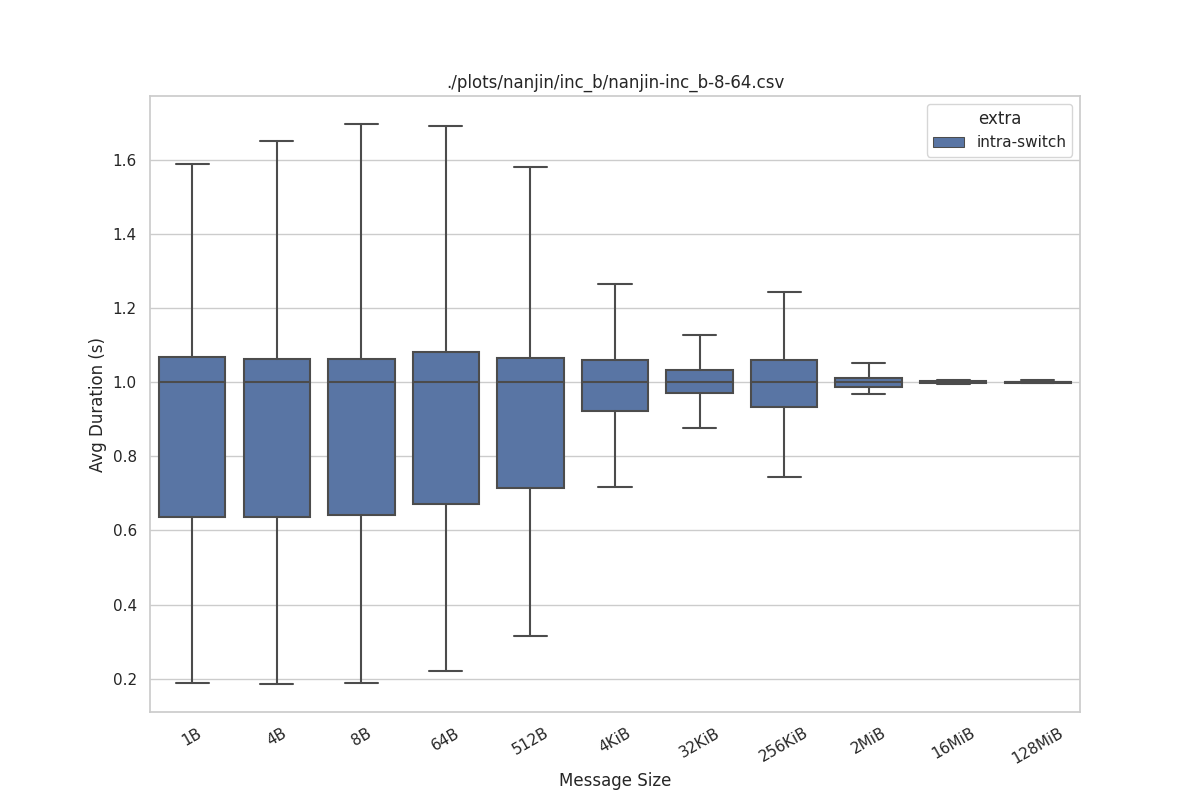 ./plots/nanjin/inc_b/nanjin-inc_b-8-64.csv
extra
intra-switch
Avg Duration (s)
1.6
1.4
1.2
1.0
0.8
0.6
0.4
0.2
1B 4B 8B 64B 512B 4KiB 32KiB 256KiB 2MiB 16MiB 128MiB
Message Size